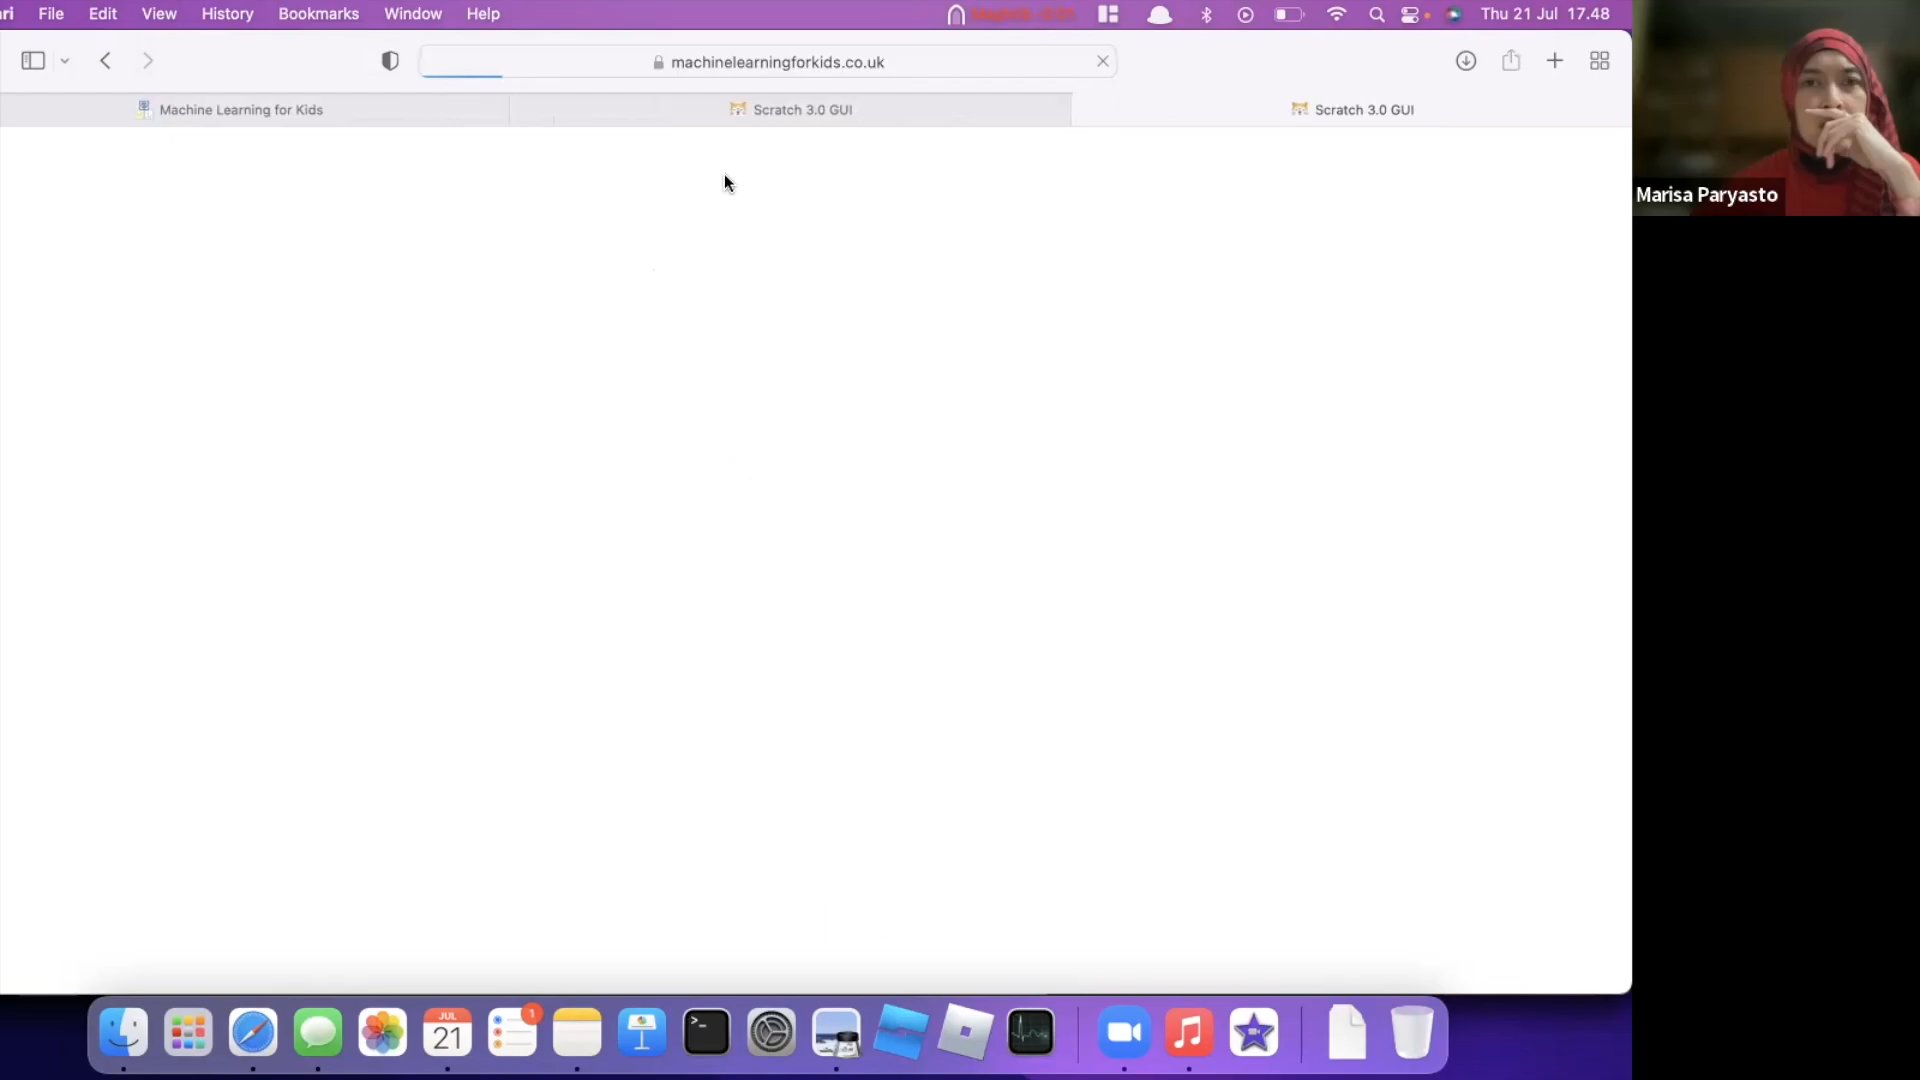 File Edit View History Bookmarks Window Help Thu 21 Jul 17.48
machinelearningforkids.co.uk
Machine Learning for Kids Scratch 3.0 GUI Scratch 3.0 GUI
Marisa Paryasto
JUL
21
1